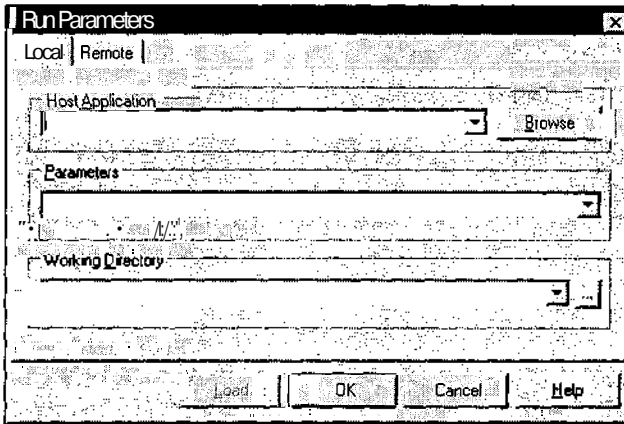 Run Parameters
Local Remote
Host Application
Browse
Parameters
Working Directory
...
Load OK Cancel Help